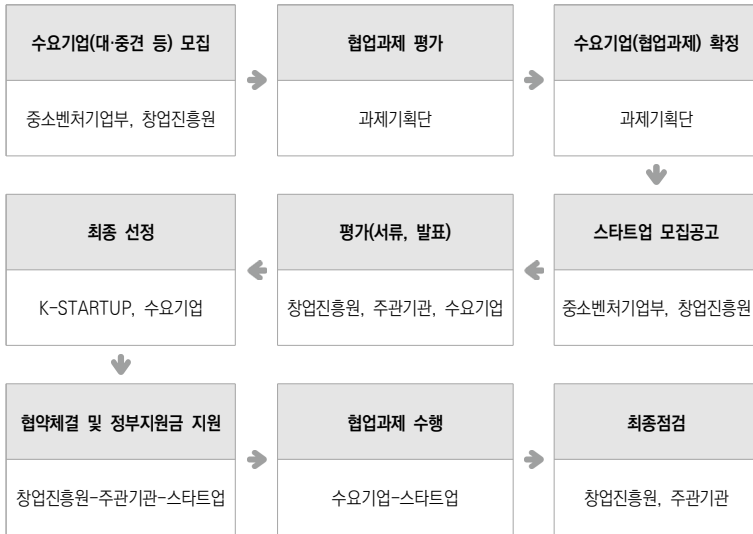 수요기업(대·중견 등) 모집
중소벤처기업부, 창업진흥원
협업과제 평가
과제기획단
수요기업(협업과제) 확정
과제기획단
스타트업 모집공고
중소벤처기업부, 창업진흥원
평가(서류, 발표)
창업진흥원, 주관기관, 수요기업
최종 선정
K-STARTUP, 수요기업
협약체결 및 정부지원금 지원
창업진흥원-주관기관-스타트업
협업과제 수행
수요기업-스타트업
최종점검
창업진흥원, 주관기관